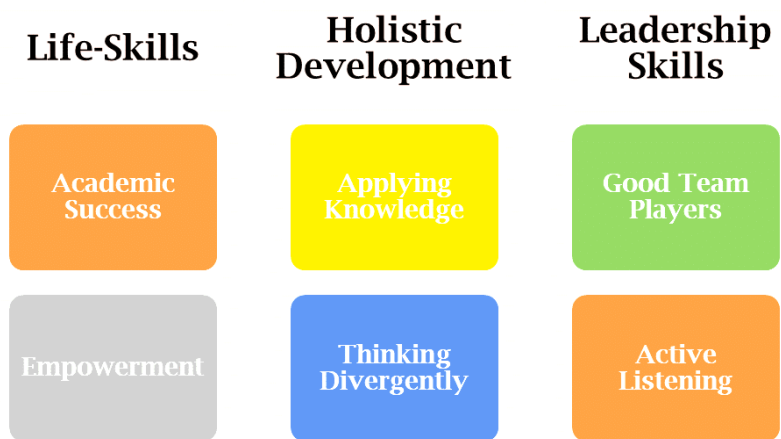 Life-Skills
Holistic
Development
Leadership
Skills
Academic
Success
Applying
Knowledge
Good Team
Players
Empowerment
Thinking
Divergently
Active
Listening